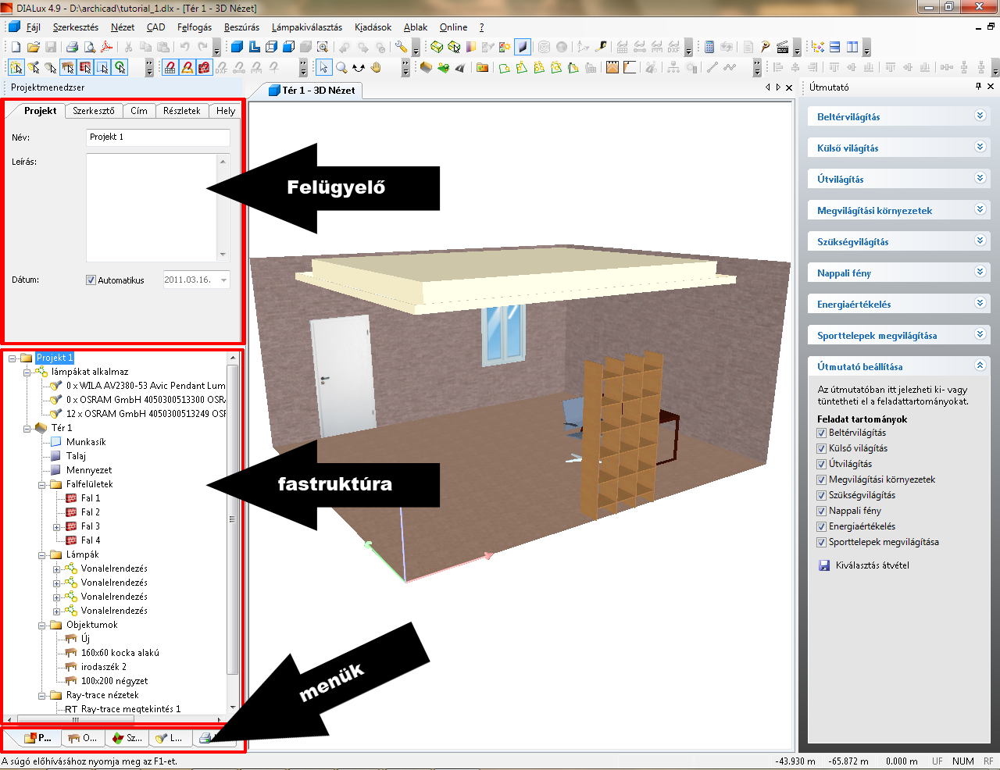 DIALux 4.9 - D:\archicad\tutorial_1.dlx - [Tér 1 - 3D Nézet]
Fájl Szerkesztés Nézet CAD Felfogás Beszúrás Lámpakiválasztás Kjadások Ablak Online ?
Projektmenedzser
Tér 1 - 3D Nézet
Útmutató
Projekt Szerkesztő Cím Részletek Hely
Név: Projekt 1
Leírás:
Dátum: Automatikus 2011.03.16.
Felügyelő
Projekt 1
lámpákat alkalmaz
0 x WILA AV2380-53 Avic Pendant Lum
0 x OSRAM GmbH 4050300513300 OSRA
12 x OSRAM GmbH 4050300513249 OSR
Tér 1
Munkasík
Talaj
Mennyezet
Falfelületek
Fal 1
Fal 2
Fal 3
Fal 4
Lámpák
Vonalelrendezés
Vonalelrendezés
Vonalelrendezés
Vonalelrendezés
Objektumok
Új
160x60 kocka alakú
irodaszék 2
100x200 négyzet
Ray-trace nézetek
RT Ray-trace megtekintés 1
fastruktúra
menük
P... O... Sz... L...
Beltérvilágítás
Külső világítás
Útvilágítás
Megvilágítási környezetek
Szükségvilágítás
Nappali fény
Energiaértékelés
Sporttelepek megvilágítása
Útmutató beállítása
Az útmutatóban itt jelezheti ki- vagy
tüntetheti el a feladattartományokat.
Feladat tartományok
Beltérvilágítás
Külső világítás
Útvilágítás
Megvilágítási környezetek
Szükségvilágítás
Nappali fény
Energiaértékelés
Sporttelepek megvilágítása
Kiválasztás átvétel
A súgó előhívásához nyomja meg az F1-et.
-43.930 m -65.872 m 0.000 m UF NUM RF